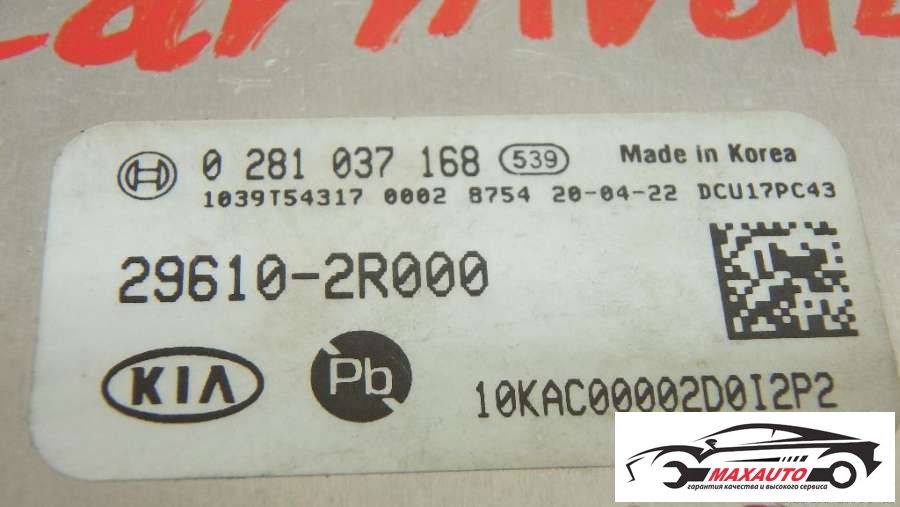 Carnival
0 281 037 168 539 Made in Korea
1039T54317 0002 8754 20-04-22 DCU17PC43
29610-2R000
KIA Pb
10KAC00002D0I2P2
MAXAUTO
гарантия качества и высокого сервиса